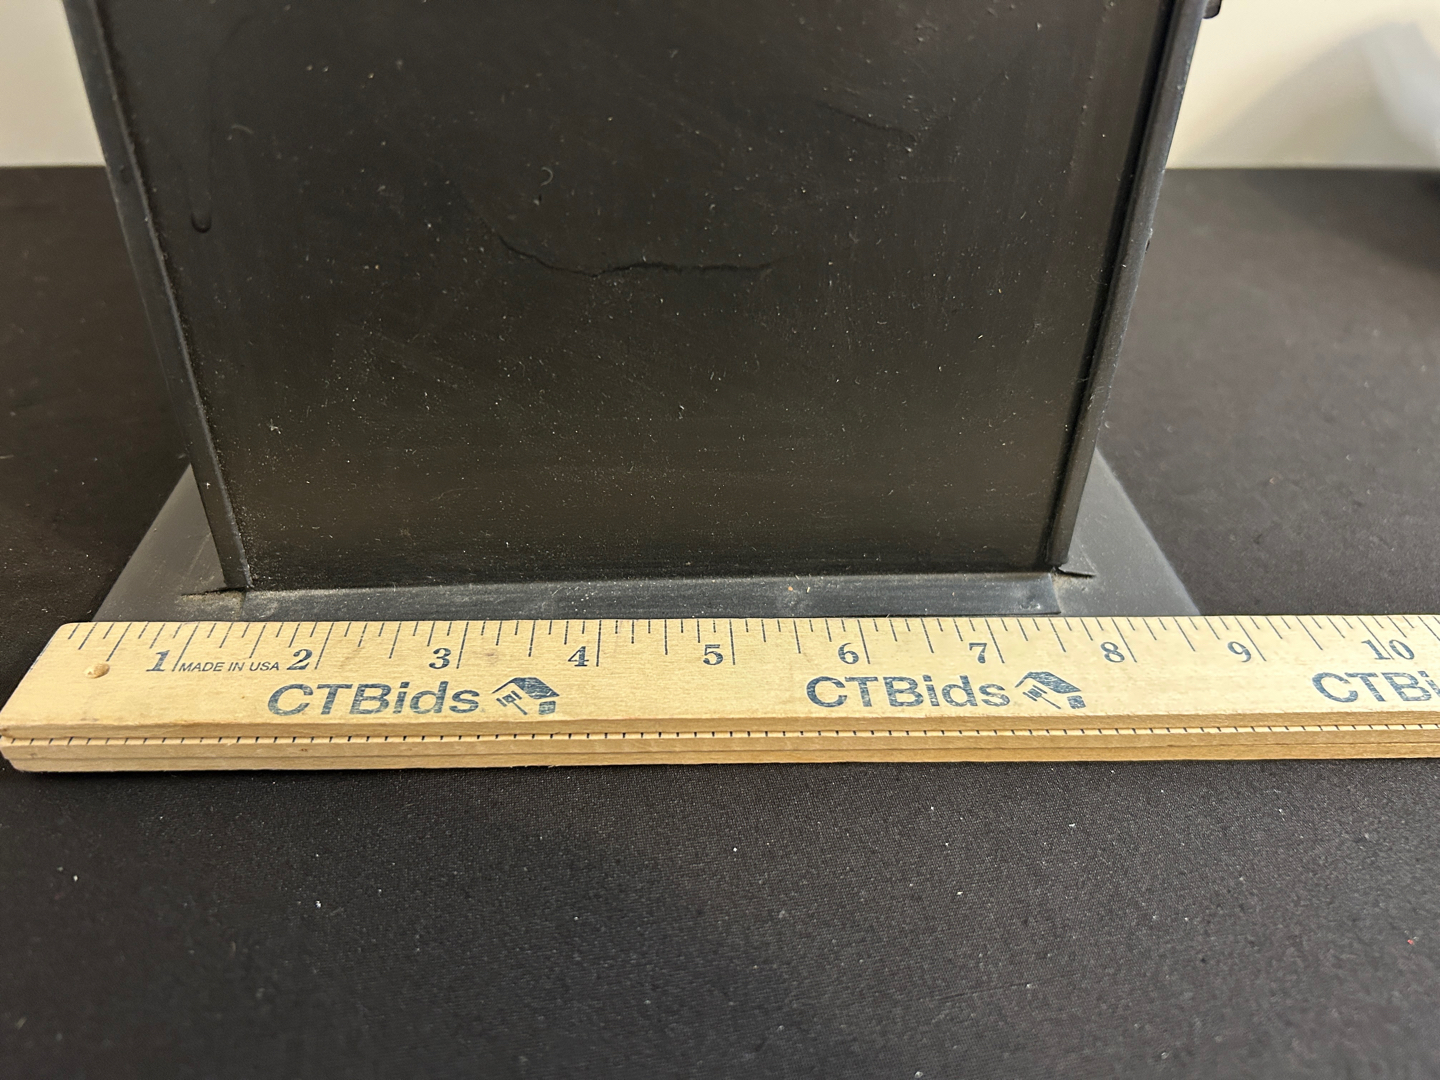 1 MADE IN USA 2 3 4 5 6 7 8 9 10
CTBids CTBids CTBi